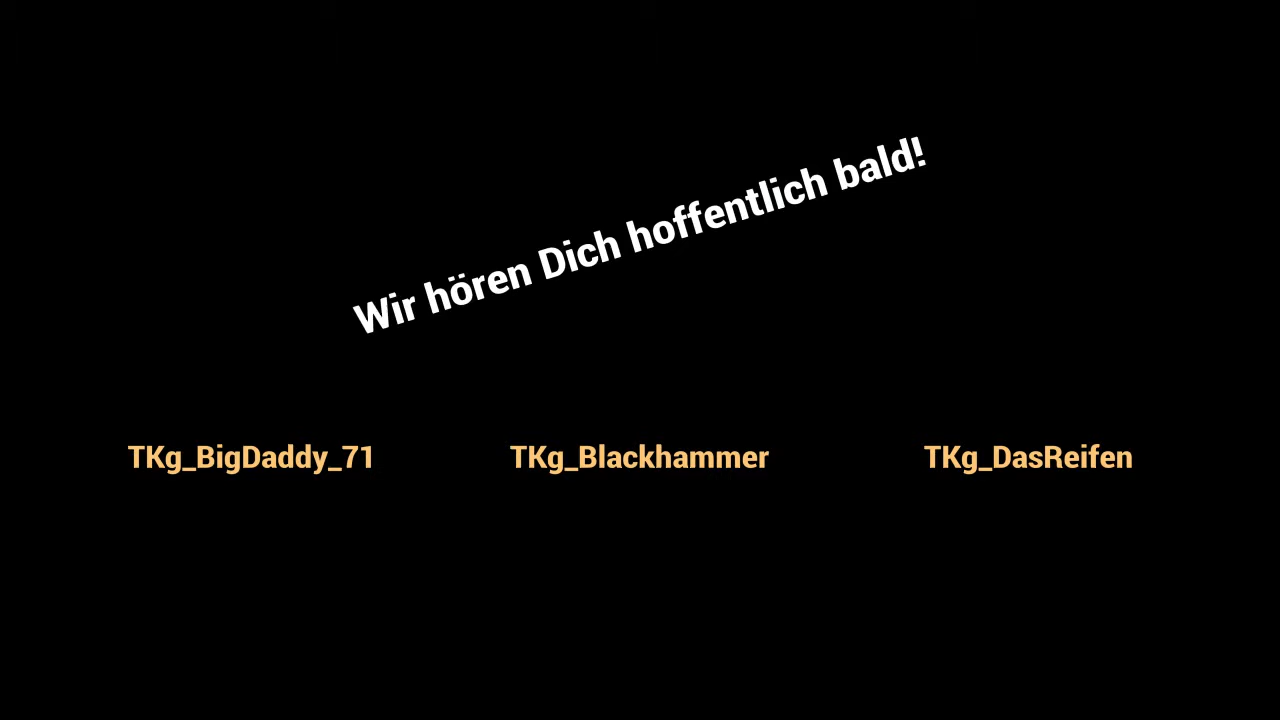 Wir hören Dich hoffentlich bald!
TKg_BigDaddy_71 TKg_Blackhammer TKg_DasReifen